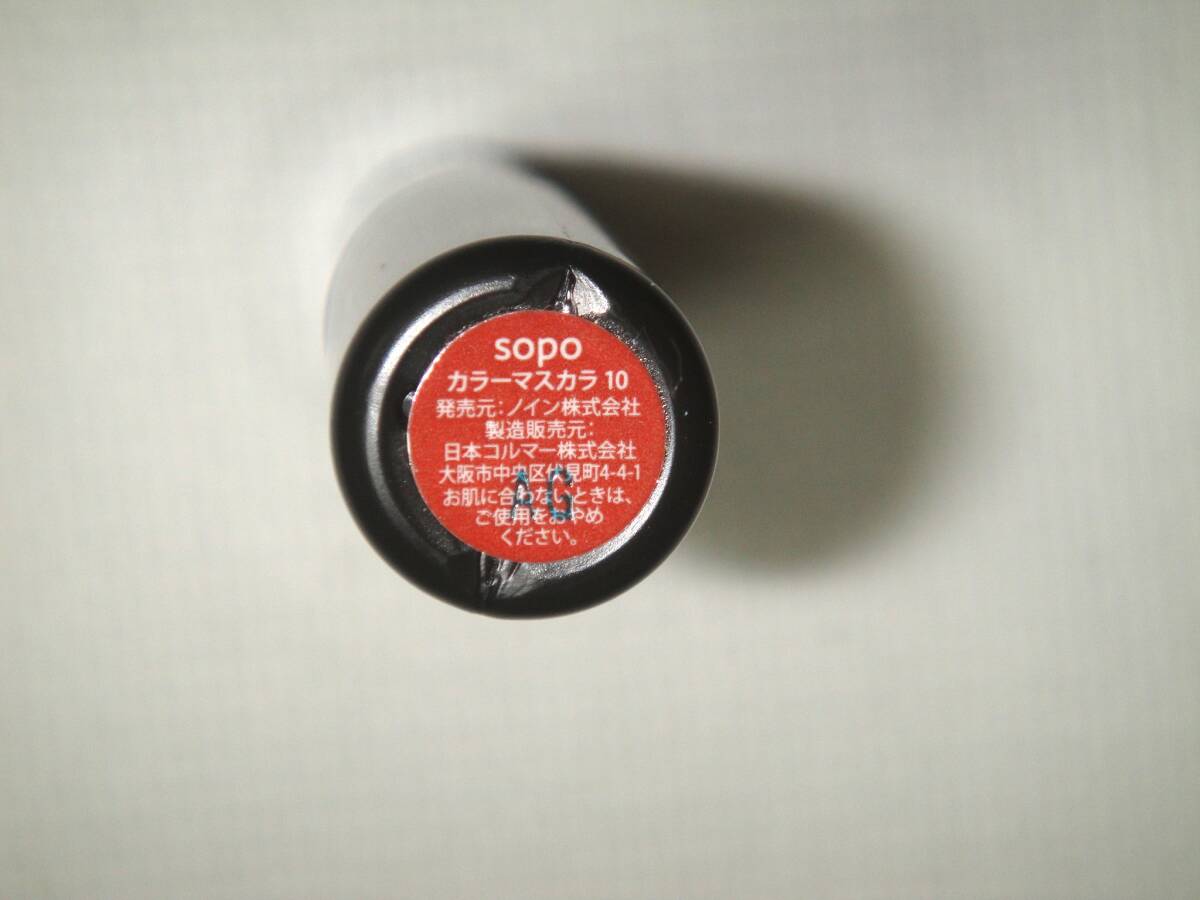 sopo
カラーマスカラ 10
発売元:ノイン株式会社
製造販売元:
日本コルマー株式会社
大阪市中央区伏見町4-4-1
お肌に合わないときは、
AG
ご使用をおやめ
ください。